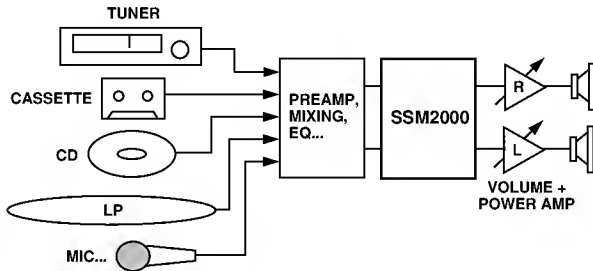 TUNER
CASSETTE
CD
LP
MIC...
PREAMP,
MIXING,
EQ...
SSM2000
R
L
VOLUME +
POWER AMP